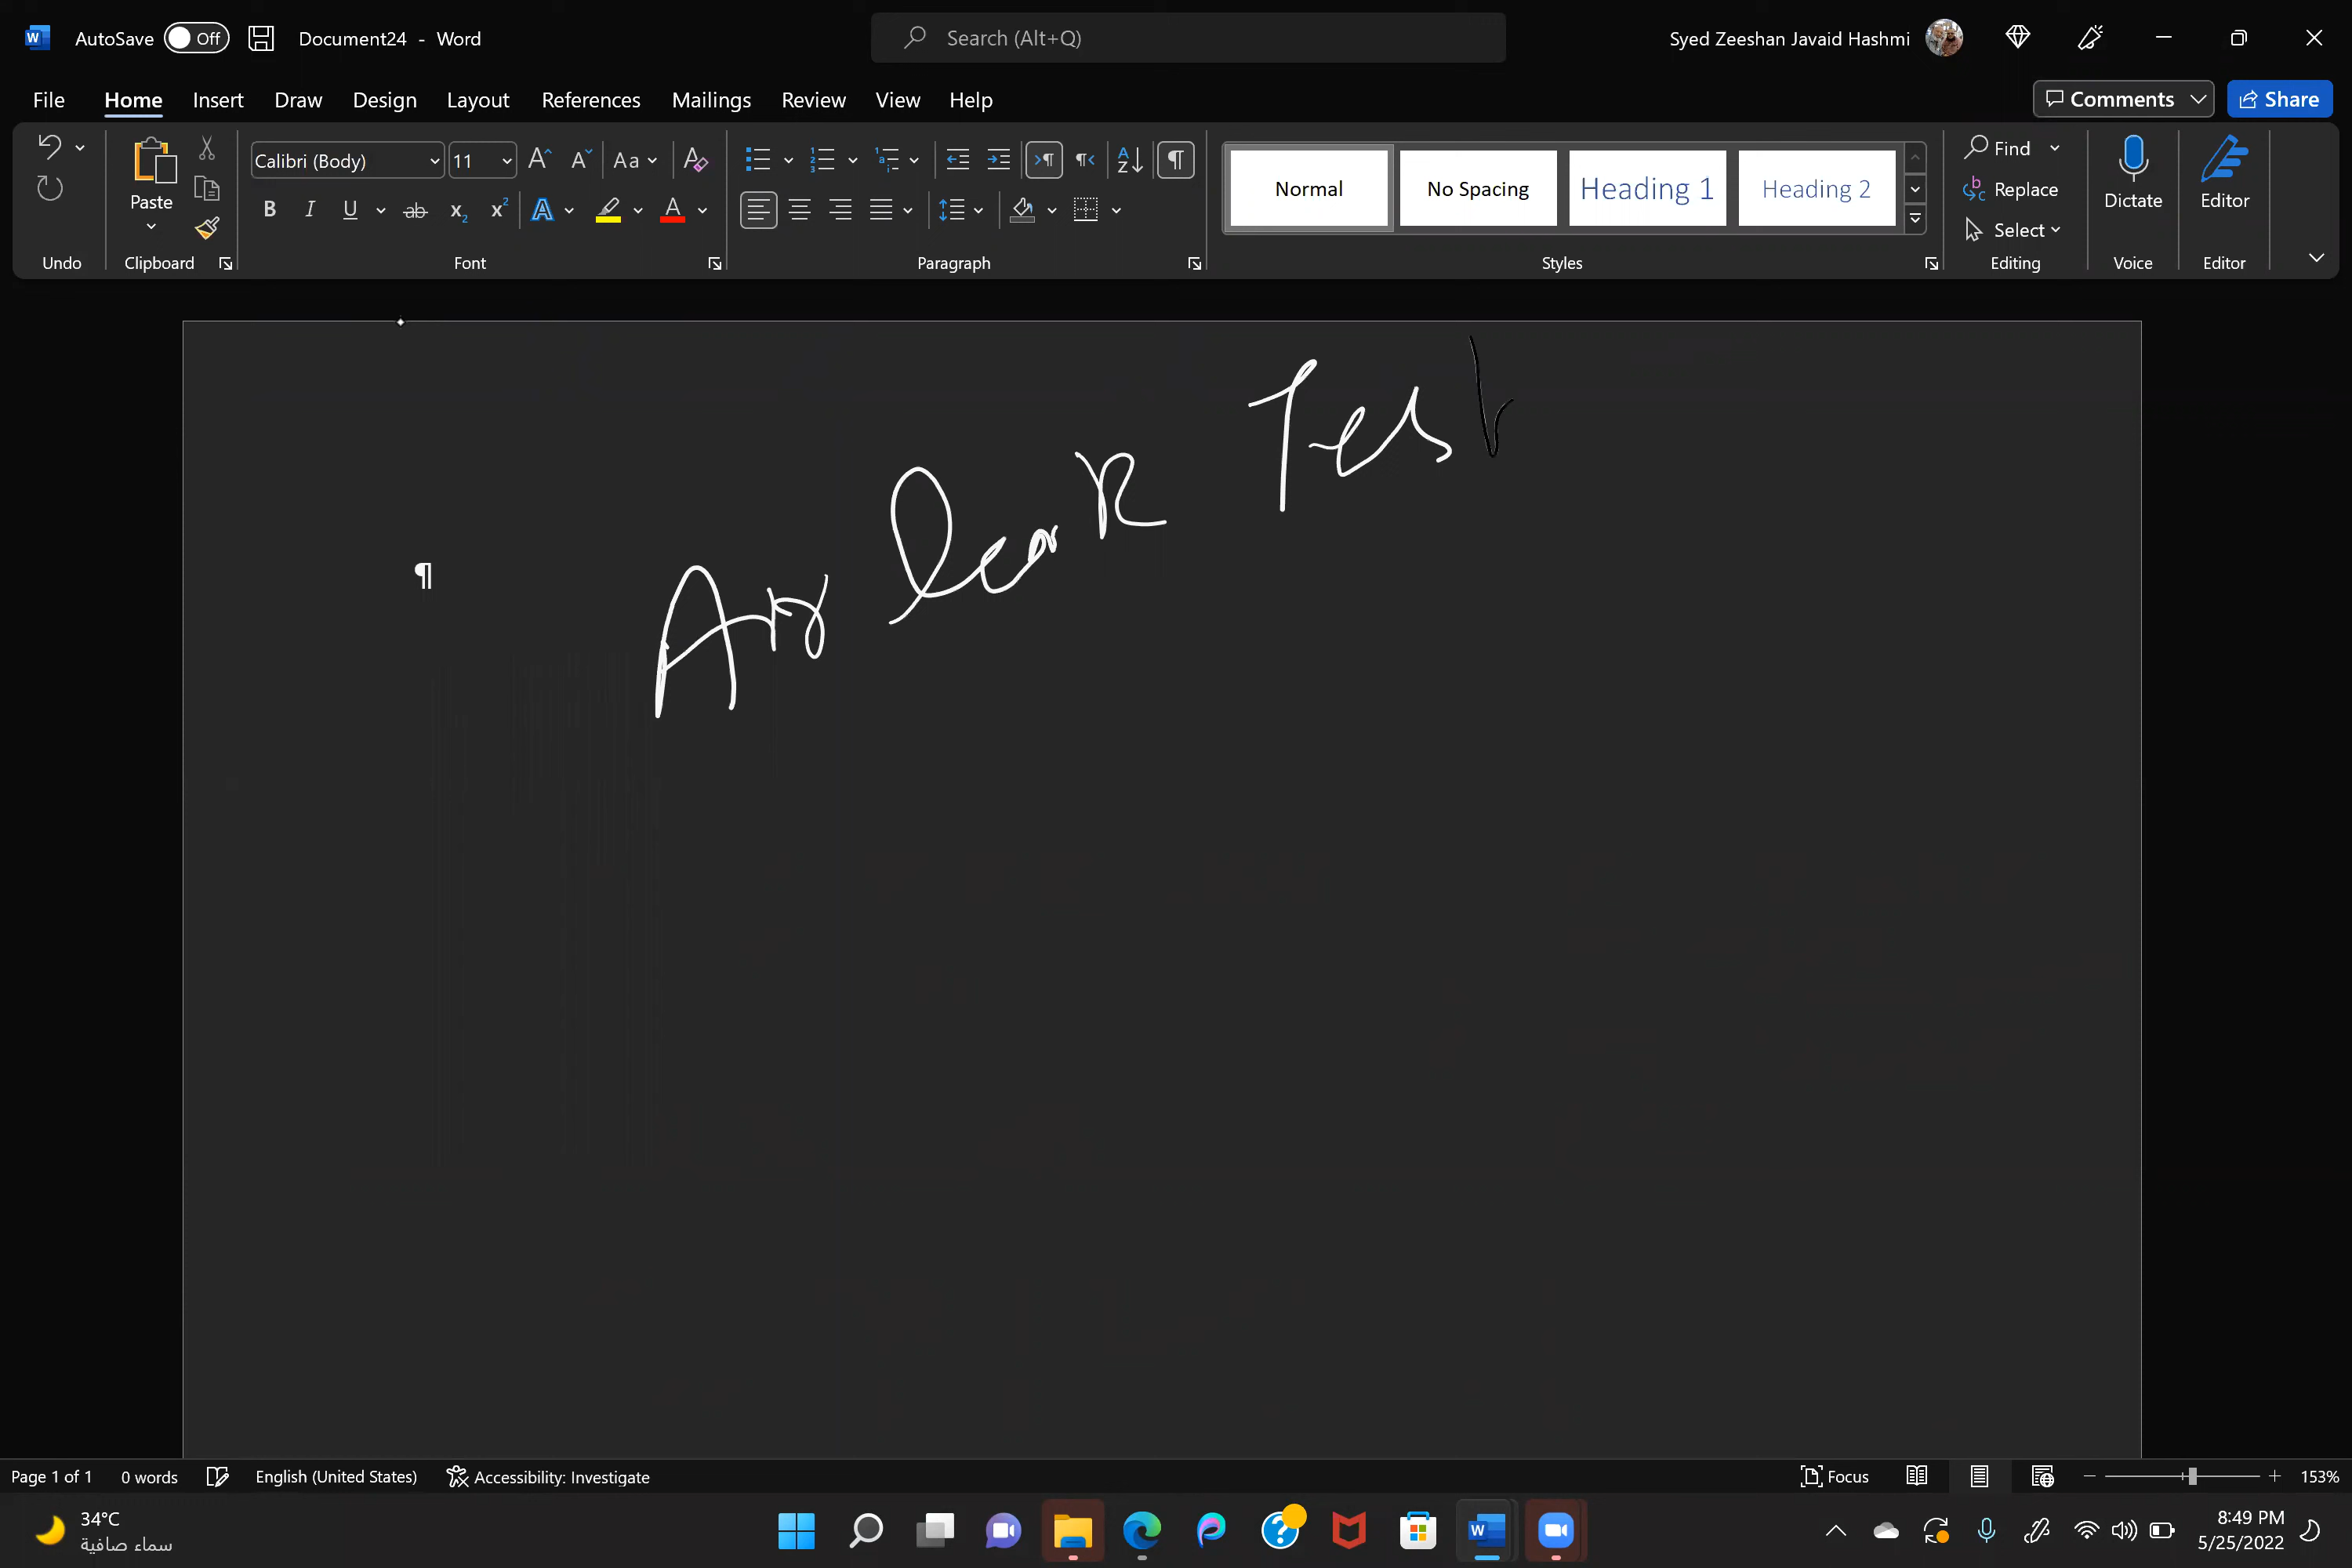 AutoSave Off Document24 - Word Search (Alt+Q) Syed Zeeshan Javaid Hashmi
File Home Insert Draw Design Layout References Mailings Review View Help Comments Share
Calibri (Body) 11 Aa Normal No Spacing Heading 1 Heading 2 Find
Paste Replace Dictate Editor
B I U ab Select
Undo Clipboard Font Paragraph Styles Editing Voice Editor
Test
¶
Page 1 of 1 0 words English (United States) Accessibility: Investigate Focus 153%
34°C 8:49 PM
سماء صافية 5/25/2022